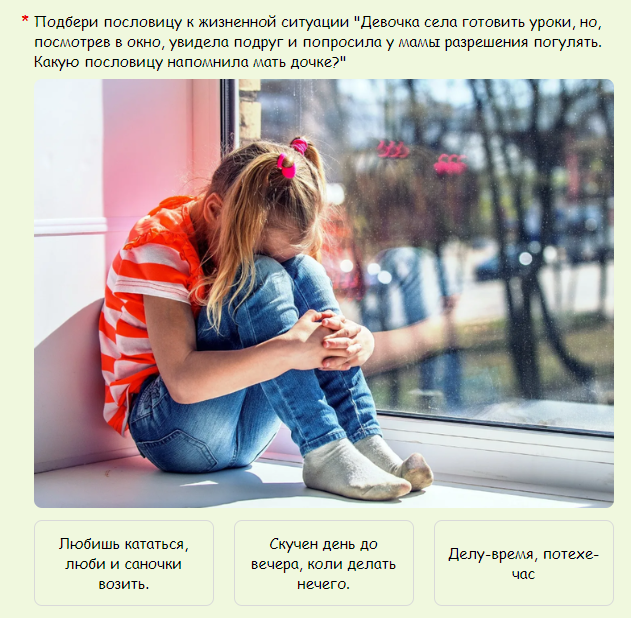 * Подбери пословицу к жизненной ситуации "Девочка села готовить уроки, но,
посмотрев в окно, увидела подруг и попросила у мамы разрешения погулять.
Какую пословицу напомнила мать дочке?"
Любишь кататься,
люби и саночки
возить.
Скучен день до
вечера, коли делать
нечего.
Делу-время, потехе-
час